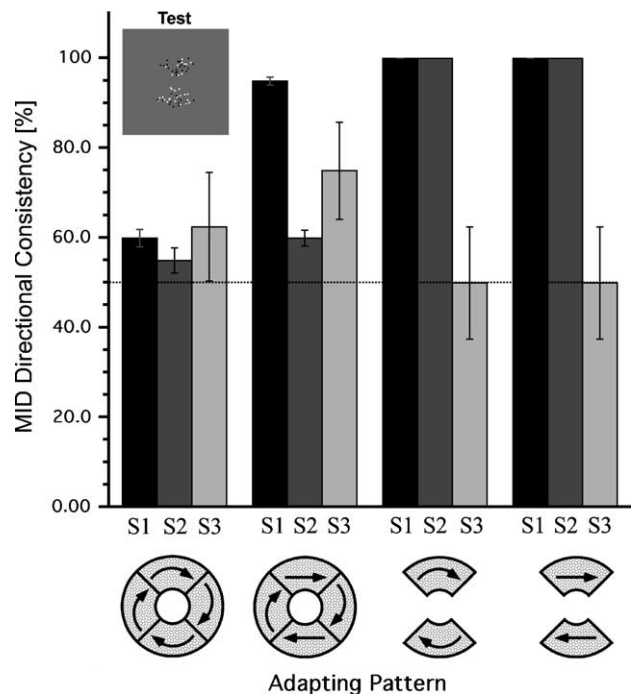 Test
MID Directional Consistency [%]
100
80.0
60.0
40.0
20.0
0.00
S1 S2 S3 S1 S2 S3 S1 S2 S3 S1 S2 S3
Adapting Pattern